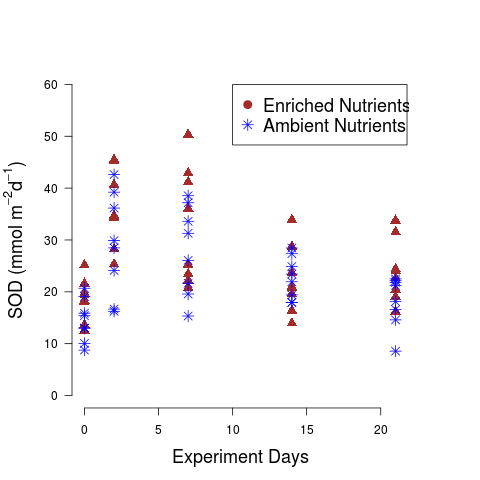 60
50
40
30
20
10
0
SOD (mmol m⁻²d⁻¹)
Enriched Nutrients
Ambient Nutrients
0 5 10 15 20
Experiment Days